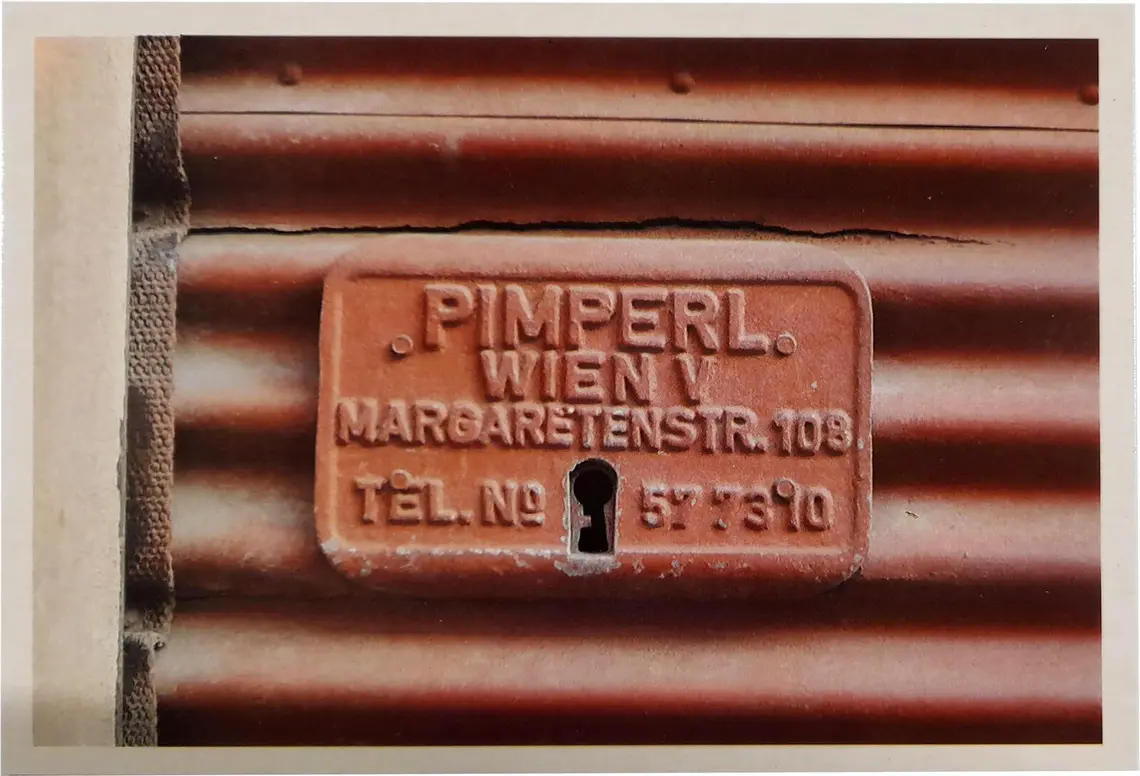 PIMPERL
WIEN V
MARGARETENSTR. 108.
TEL. Nº 57 73 10